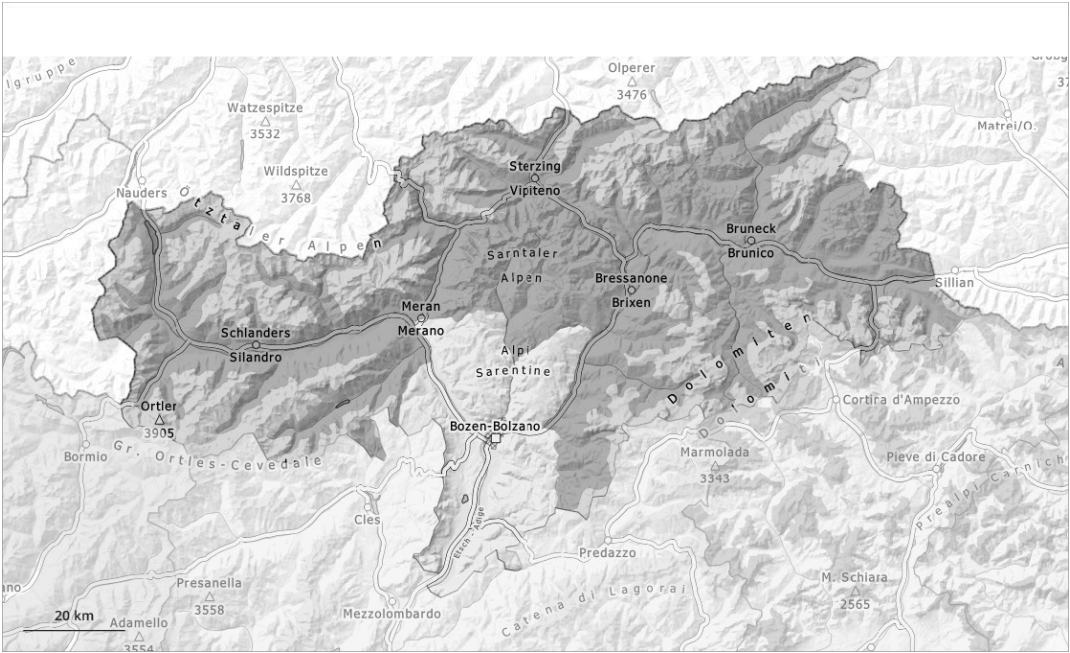 lgruppe
Olperer
3476
Watzespitze
3532
Matrei/O.
Wildspitze
3768
Sterzing
Vipiteno
Nauders
Ötztaler Alpen
Bruneck
Brunico
Sarntaler
Alpen
Bressanone
Brixen
Sillian
Meran
Merano
Schlanders
Silandro
Alpi
Sarentine
Dolomiten
Dolomiti
Ortler
3905
Cortina d'Ampezzo
Bozen-Bolzano
Gr. Ortles-Cevedale
Bormio
Marmolada
3343
Pieve di Cadore
Prealpi Carnich
Cles
Etsch - Adige
Predazzo
Presanella
3558
M. Schiara
2565
Mezzolombardo
Catena di Lagorai
ano
20 km
Adamello
3554